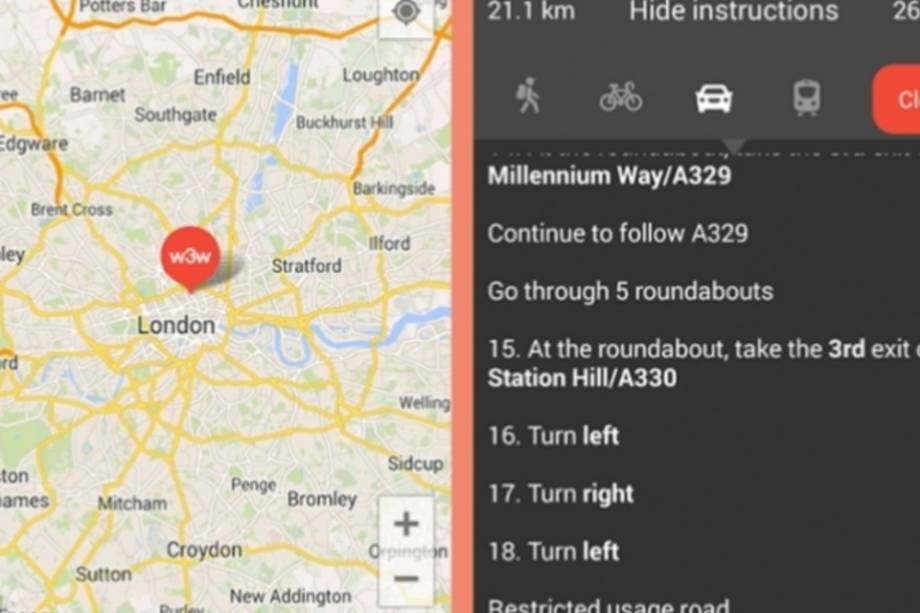 Potters Bar
Cheshunt
Enfield
Loughton
Barnet
Southgate
Buckhurst Hill
Edgware
Barkingside
Brent Cross
Ilford
w3w
Stratford
London
Welling
Sidcup
Penge
Bromley
Mitcham
Croydon
Orpington
Sutton
New Addington
Purley
21.1 km Hide instructions 26
Millennium Way/A329
Continue to follow A329
Go through 5 roundabouts
15. At the roundabout, take the 3rd exit
Station Hill/A330
16. Turn left
17. Turn right
18. Turn left
Restricted usage road